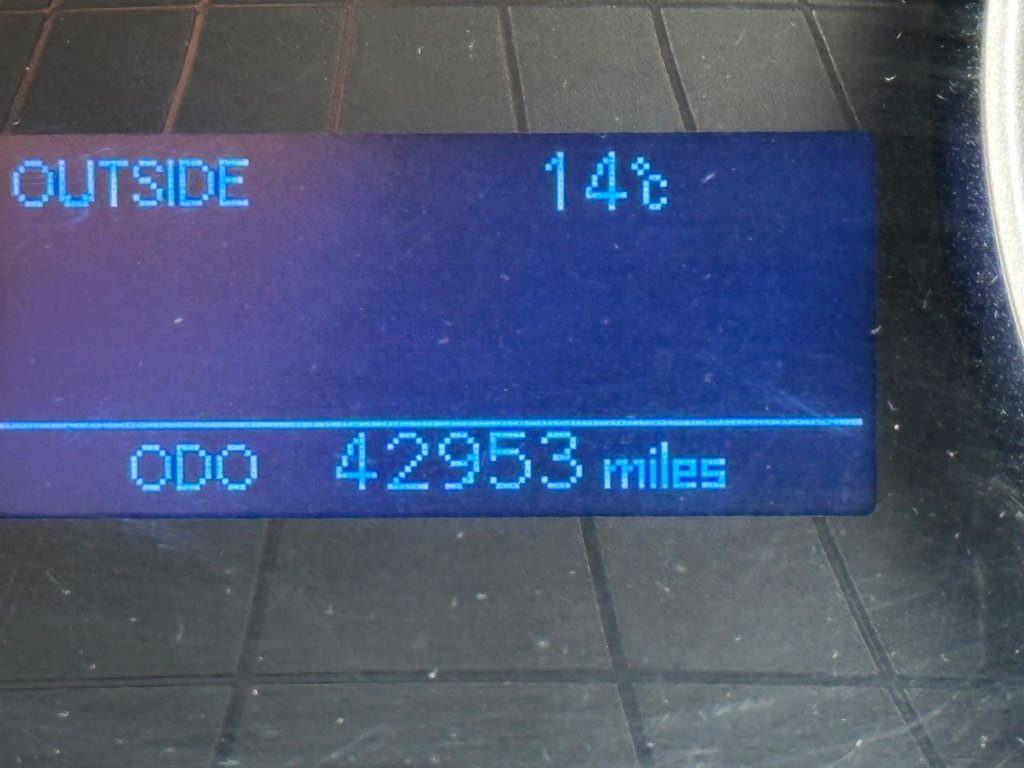 OUTSIDE 14℃
ODO 42953 miles